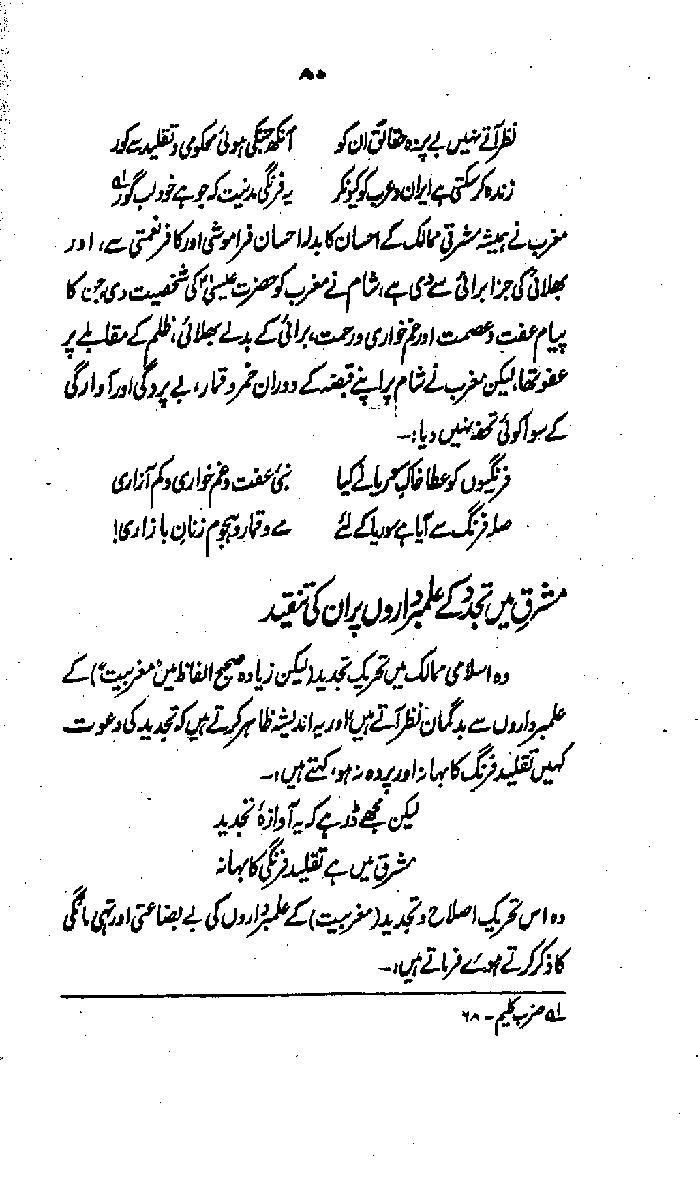 ۸۰
نظر آتے نہیں بے پردہ حقائق ان کو آنکھ جنکی ہوئی محکومی و تقلید سے کور
زندہ کر سکتی ہے ایران و عرب کو کیونکر یہ فرنگی مدنیت کہ جو ہے خود لب گور لہ
مغرب نے ہمیشہ مشرقی ممالک کے احسان کا بدلہ احسان فراموشی اور کافر نعمتی سے، اور
بھلائی کی جزا برائی سے دی ہے، شام نے مغرب کو حضرت عیسیٰؑ کی شخصیت دی جن کا
پیام عفت و عصمت اور غم خواری و رحمت، برائی کے بدلے بھلائی، ظلم کے مقابلے پر
عفو تھا، لیکن مغرب نے شام پر اپنے قبضہ کے دوران خمر و قمار، بے پردگی اور آوارگی
کے سوا کوئی تحفہ نہیں دیا:۔
فرنگیوں کو عطا خاکِ سوریا نے کیا نبیِ عفت و غم خواری و کم آزاری
صلہ فرنگ سے آیا ہے سوریا کے لئے مے و قمار و ہجوم زنانِ بازاری!
مشرق میں تجدّد کے علمبرداروں پر ان کی تنقید
وہ اسلامی ممالک میں تحریک تجدید (لیکن زیادہ صحیح الفاظ میں "مغربیت") کے
علمبرداروں سے بدگمان نظر آتے ہیں اور یہ اندیشہ ظاہر کرتے ہیں کہ تجدید کی دعوت
کہیں تقلید فرنگ کا بہانہ اور پردہ نہ ہو، کہتے ہیں:۔
لیکن مجھے ڈر ہے کہ یہ آوازۂ تجدید
مشرق میں ہے تقلید فرنگی کا بہانہ
وہ اس تحریک اصلاح و تجدید (مغربیت) کے علمبرداروں کی بے بضاعتی اور تہی مائگی
کا ذکر کرتے ہوئے فرماتے ہیں:۔
لہ ضرب کلیم - ۶۸